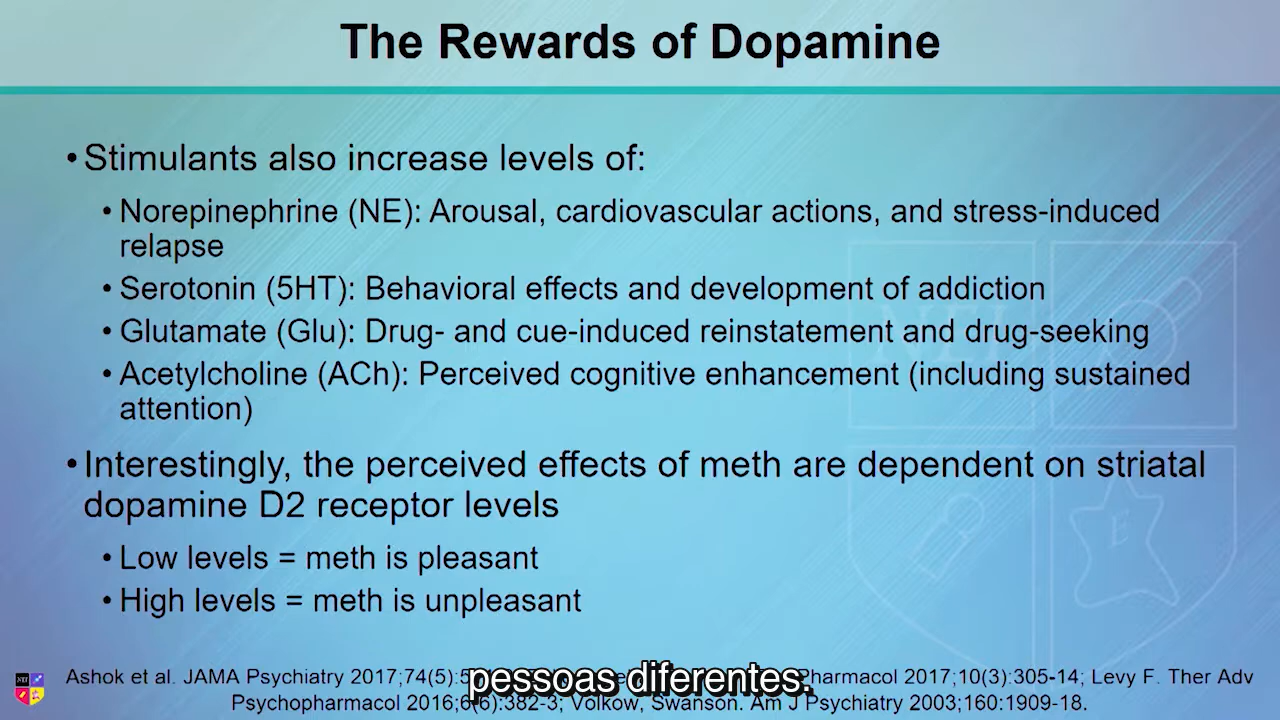 The Rewards of Dopamine
• Stimulants also increase levels of:
• Norepinephrine (NE): Arousal, cardiovascular actions, and stress-induced
relapse
• Serotonin (5HT): Behavioral effects and development of addiction
• Glutamate (Glu): Drug- and cue-induced reinstatement and drug-seeking
• Acetylcholine (ACh): Perceived cognitive enhancement (including sustained
attention)
• Interestingly, the perceived effects of meth are dependent on striatal
dopamine D2 receptor levels
• Low levels = meth is pleasant
• High levels = meth is unpleasant
Ashok et al. JAMA Psychiatry 2017;74(5): Pharmacol 2017;10(3):305-14; Levy F. Ther Adv
pessoas diferentes.
Psychopharmacol 2016;6(6):382-3; Volkow, Swanson. Am J Psychiatry 2003;160:1909-18.
NEI